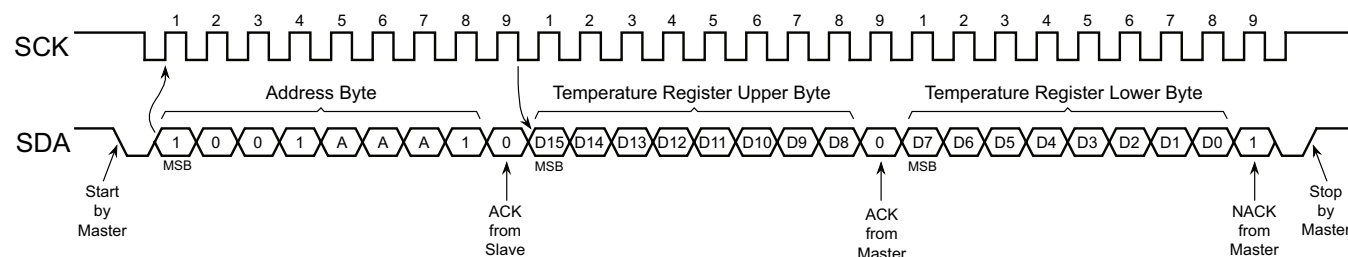 1 2 3 4 5 6 7 8 9 1 2 3 4 5 6 7 8 9 1 2 3 4 5 6 7 8 9
SCK
Address Byte Temperature Register Upper Byte Temperature Register Lower Byte
SDA 1 0 0 1 A A A 1 0 D15 D14 D13 D12 D11 D10 D9 D8 0 D7 D6 D5 D4 D3 D2 D1 D0 1
MSB MSB MSB
Start
by
Master
ACK
from
Slave
ACK
from
Master
NACK
from
Master
Stop
by
Master